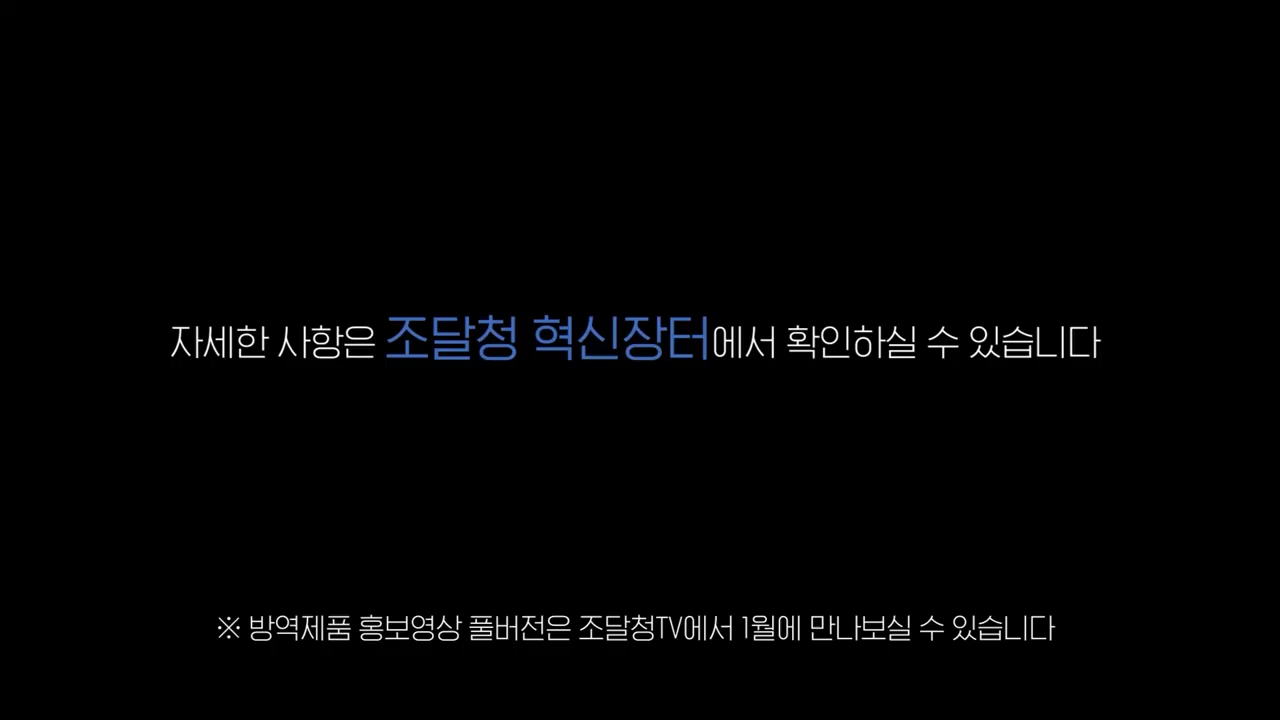 자세한 사항은 조달청 혁신장터에서 확인하실 수 있습니다
※ 방역제품 홍보영상 풀버전은 조달청TV에서 1월에 만나보실 수 있습니다